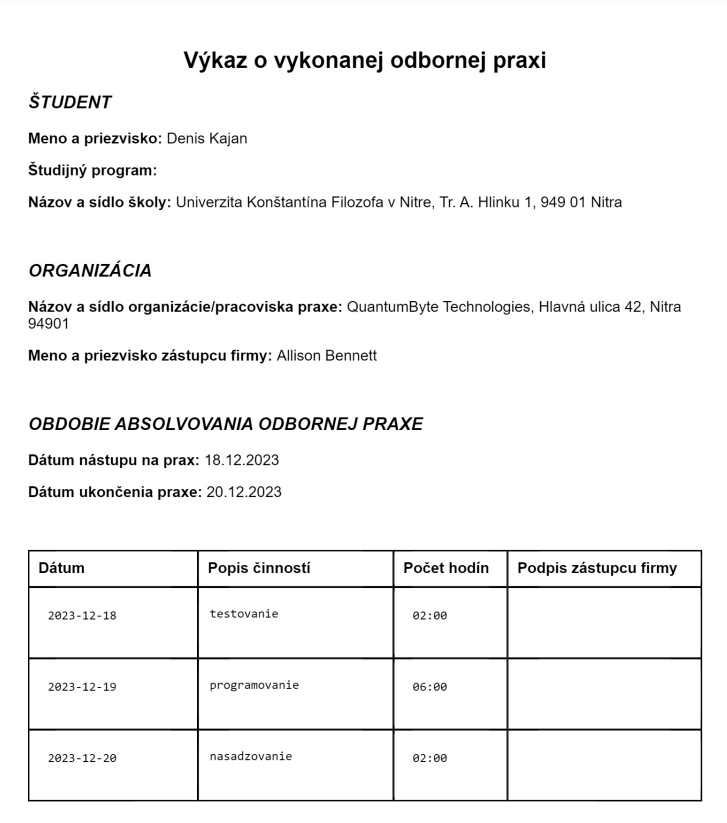 Výkaz o vykonanej odbornej praxi
ŠTUDENT
Meno a priezvisko: Denis Kajan
Študijný program:
Názov a sídlo školy: Univerzita Konštantína Filozofa v Nitre, Tr. A. Hlinku 1, 949 01 Nitra
ORGANIZÁCIA
Názov a sídlo organizácie/pracoviska praxe: QuantumByte Technologies, Hlavná ulica 42, Nitra
94901
Meno a priezvisko zástupcu firmy: Allison Bennett
OBDOBIE ABSOLVOVANIA ODBORNEJ PRAXE
Dátum nástupu na prax: 18.12.2023
Dátum ukončenia praxe: 20.12.2023
Dátum Popis činností Počet hodín Podpis zástupcu firmy
2023-12-18 testovanie 02:00
2023-12-19 programovanie 06:00
2023-12-20 nasadzovanie 02:00